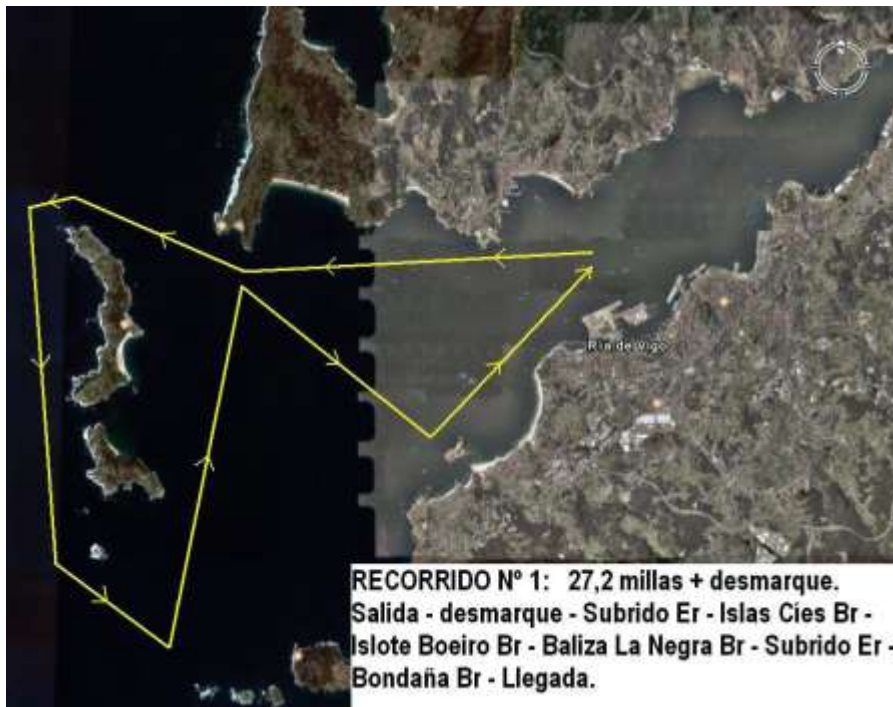 Ría de Vigo
RECORRIDO Nº 1: 27,2 millas + desmarque.
Salida - desmarque - Subrido Er - Islas Cies Br -
Islote Boeiro Br - Baliza La Negra Br - Subrido Er -
Bondaña Br - Llegada.